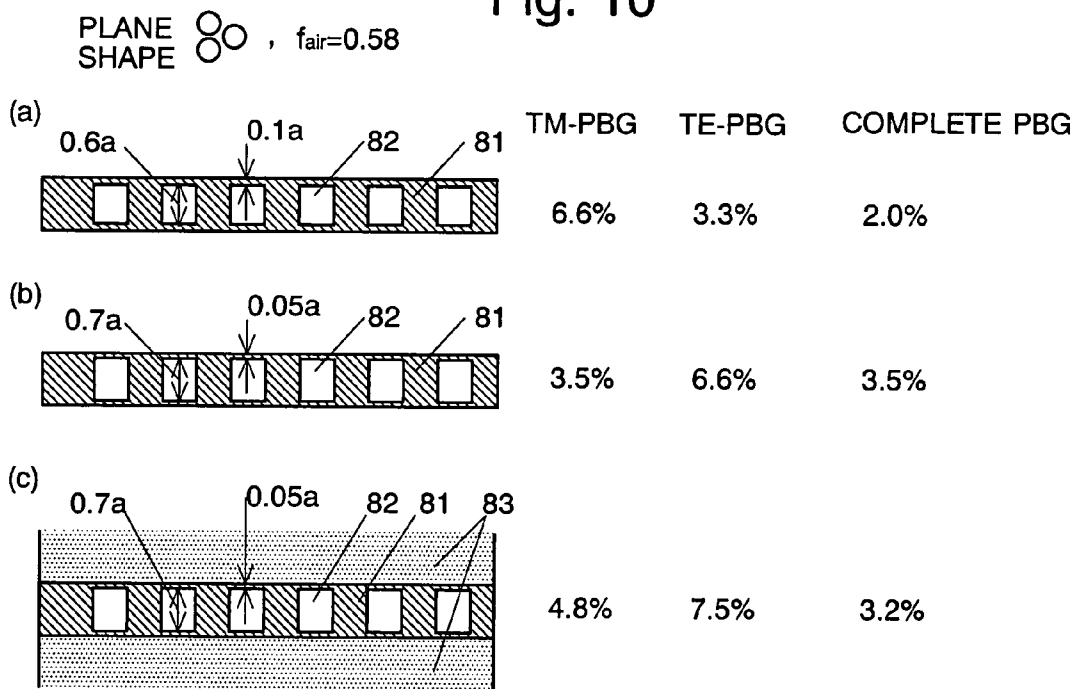 Fig. 10
PLANE
SHAPE , fair=0.58
(a)
0.6a 0.1a 82 81 TM-PBG TE-PBG COMPLETE PBG
6.6% 3.3% 2.0%
(b)
0.7a 0.05a 82 81
3.5% 6.6% 3.5%
(c)
0.7a 0.05a 82 81 83
4.8% 7.5% 3.2%